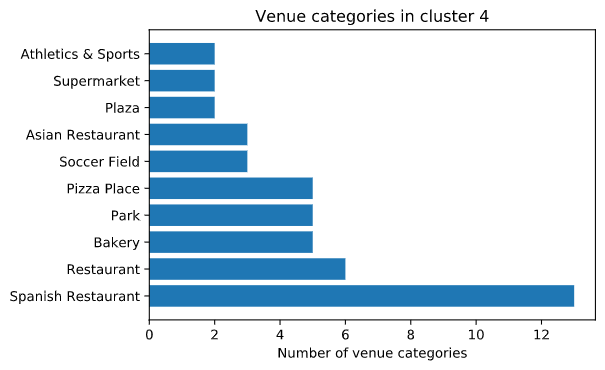 Venue categories in cluster 4
Athletics & Sports
Supermarket
Plaza
Asian Restaurant
Soccer Field
Pizza Place
Park
Bakery
Restaurant
Spanish Restaurant
0 2 4 6 8 10 12
Number of venue categories